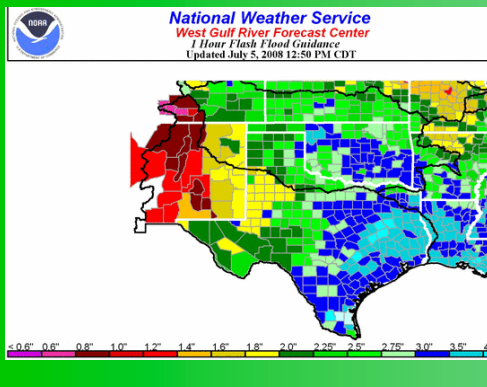 National Weather Service
West Gulf River Forecast Center
1 Hour Flash Flood Guidance
Updated July 5, 2008 12:50 PM CDT
NOAA
< 0.6" 0.6" 0.8" 1.0" 1.2" 1.4" 1.6" 1.8" 2.0" 2.25" 2.5" 2.75" 3.0" 3.5"